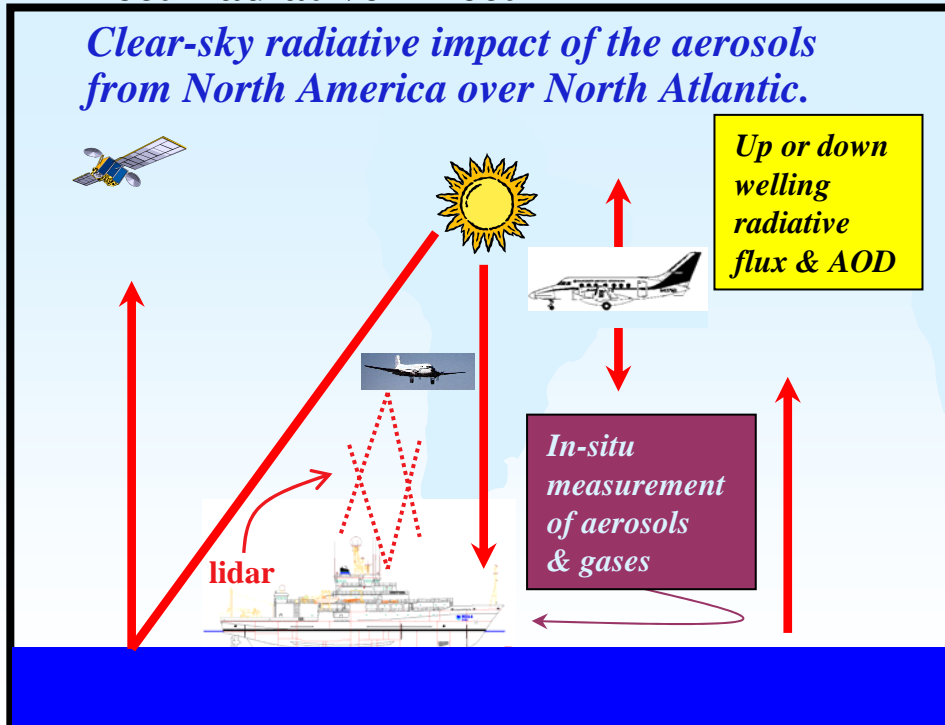 Clear-sky radiative impact of the aerosols
from North America over North Atlantic.
Up or down
welling
radiative
flux & AOD
In-situ
measurement
of aerosols
& gases
lidar